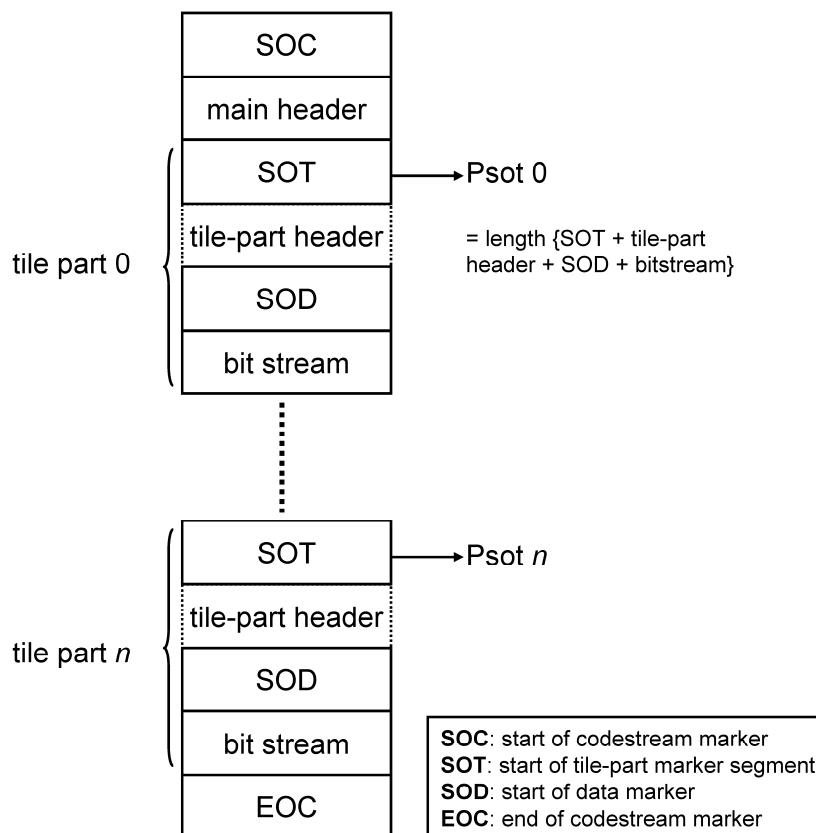 SOC
main header
SOT
Psot 0
tile-part header
= length {SOT + tile-part
header + SOD + bitstream}
tile part 0
SOD
bit stream
SOT
Psot n
tile-part header
tile part n
SOD
bit stream
EOC
SOC: start of codestream marker
SOT: start of tile-part marker segment
SOD: start of data marker
EOC: end of codestream marker